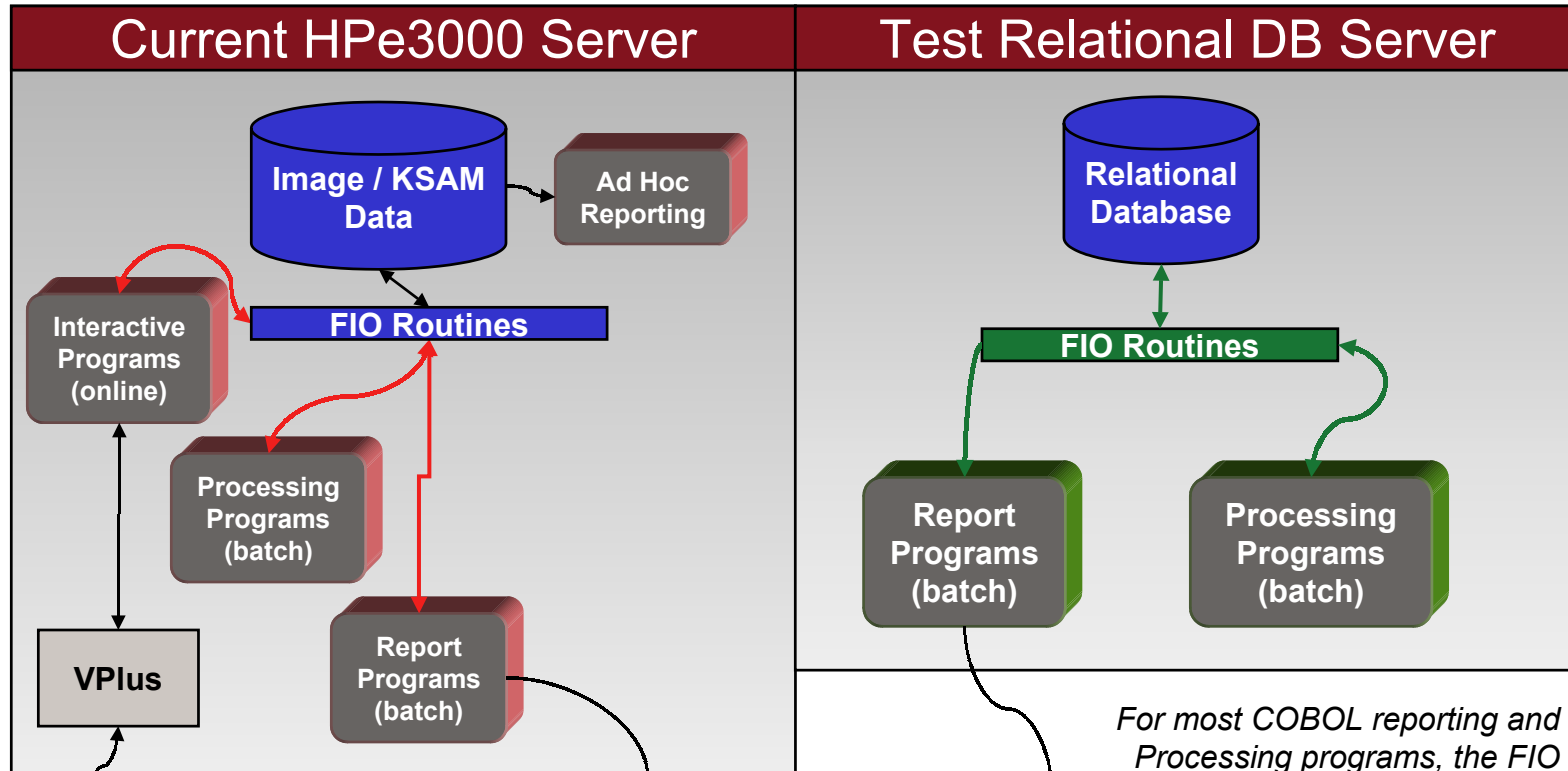 Current HPe3000 Server
Test Relational DB Server
Image / KSAM
Data
Ad Hoc
Reporting
Interactive
Programs
(online)
FIO Routines
Processing
Programs
(batch)
VPlus
Report
Programs
(batch)
Relational
Database
FIO Routines
Report
Programs
(batch)
Processing
Programs
(batch)
For most COBOL reporting and
Processing programs, the FIO